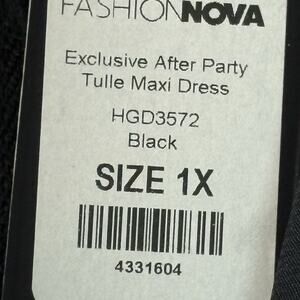 FASHIONNOVA
Exclusive After Party
Tulle Maxi Dress
HGD3572
Black
SIZE 1X
4331604